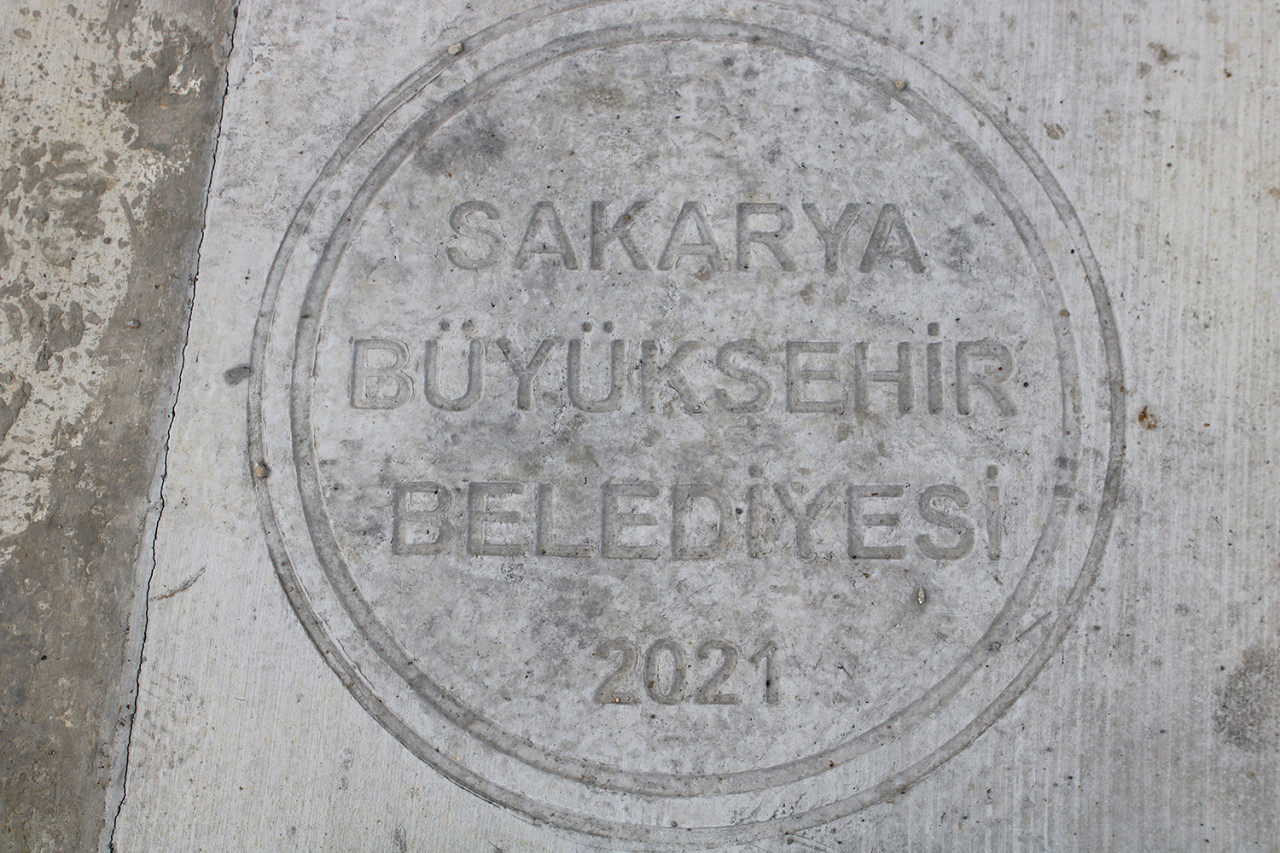 SAKARYA
BÜYÜKSEHİR
BELEDİYESİ
2021